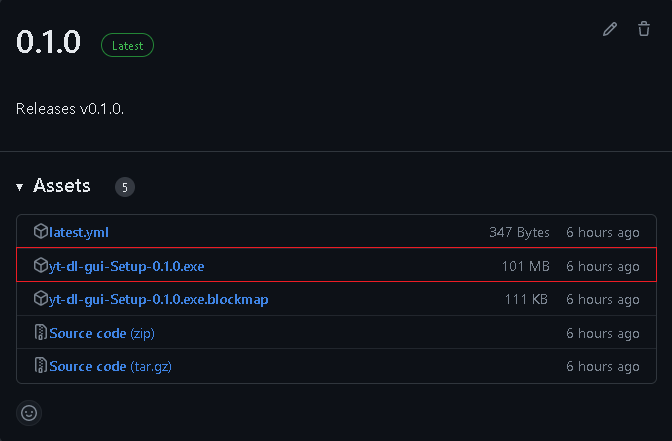 0.1.0 Latest
Releases v0.1.0.
Assets 5
latest.yml 347 Bytes 6 hours ago
yt-dl-gui-Setup-0.1.0.exe 101 MB 6 hours ago
yt-dl-gui-Setup-0.1.0.exe.blockmap 111 KB 6 hours ago
Source code (zip) 6 hours ago
Source code (tar.gz) 6 hours ago